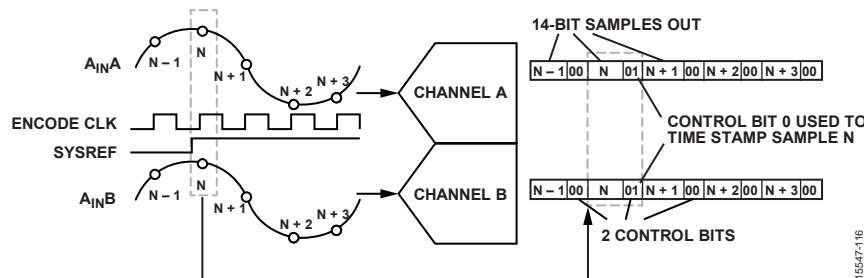 14-BIT SAMPLES OUT
AINA
N – 1
N
N + 1
N + 2
N + 3
CHANNEL A
N – 1 00 N 01 N + 1 00 N + 2 00 N + 3 00
ENCODE CLK
SYSREF
CONTROL BIT 0 USED TO
TIME STAMP SAMPLE N
AINB
N – 1
N
N + 1
N + 2
N + 3
CHANNEL B
N – 1 00 N 01 N + 1 00 N + 2 00 N + 3 00
2 CONTROL BITS
15547-116